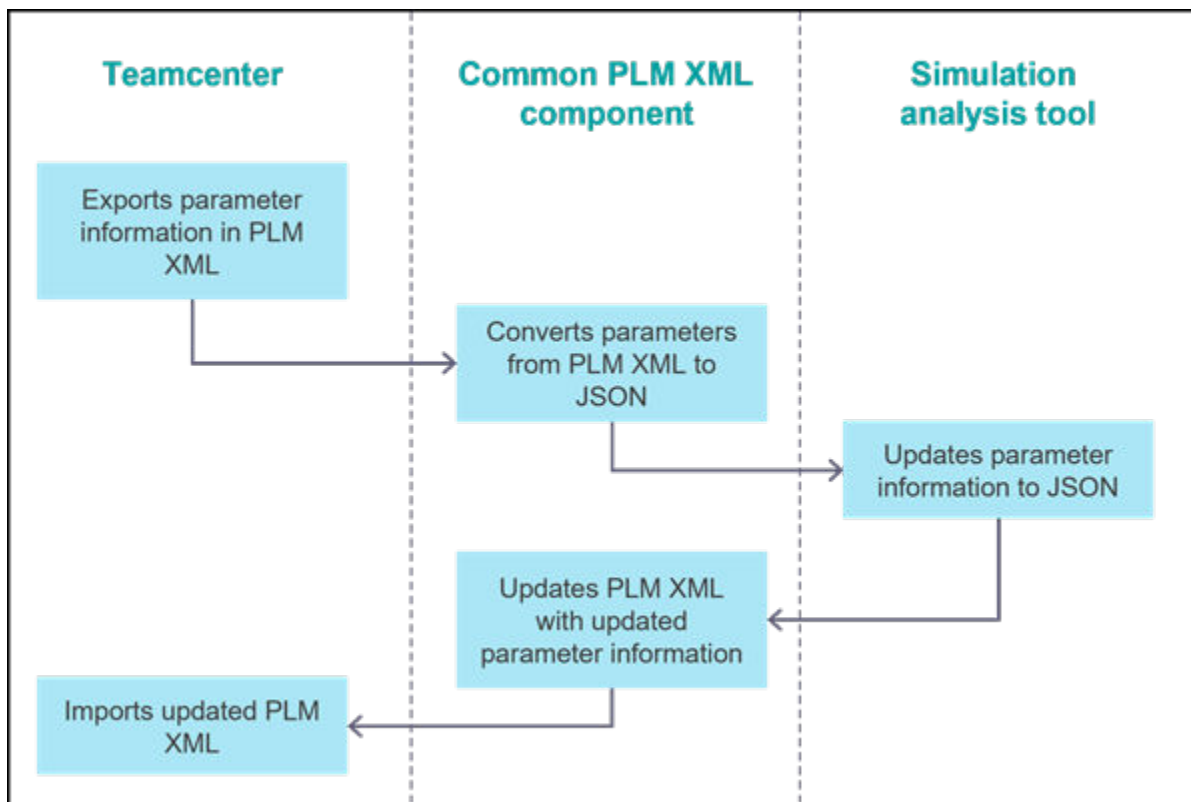 Teamcenter
Common PLM XML
component
Simulation
analysis tool
Exports parameter
information in PLM
XML
Converts parameters
from PLM XML to
JSON
Updates parameter
information to JSON
Updates PLM XML
with updated
parameter information
Imports updated PLM
XML